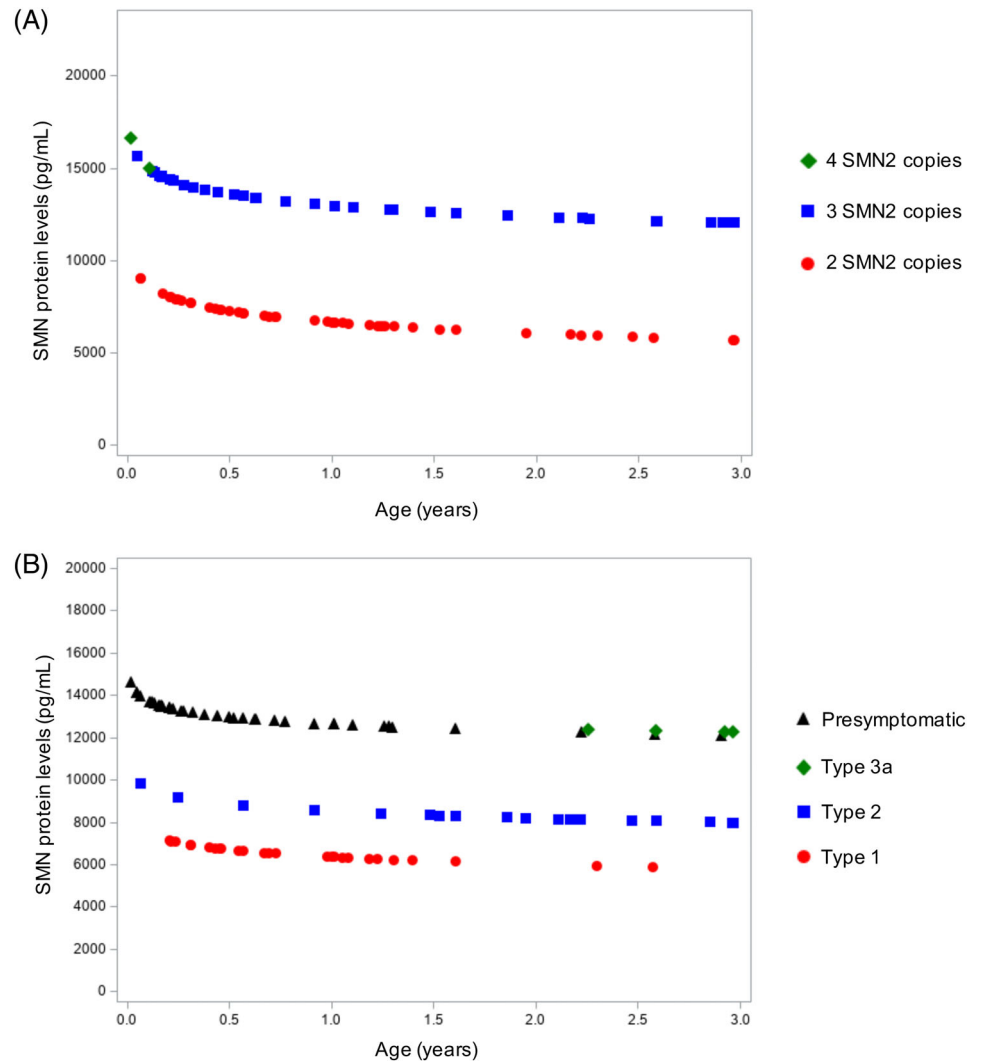 (A)
20000
15000
10000
5000
0
SMN protein levels (pg/mL)
0.0 0.5 1.0 1.5 2.0 2.5 3.0
Age (years)
4 SMN2 copies
3 SMN2 copies
2 SMN2 copies
(B)
20000
18000
16000
14000
12000
10000
8000
6000
4000
2000
0
SMN protein levels (pg/mL)
0.0 0.5 1.0 1.5 2.0 2.5 3.0
Age (years)
Presymptomatic
Type 3a
Type 2
Type 1